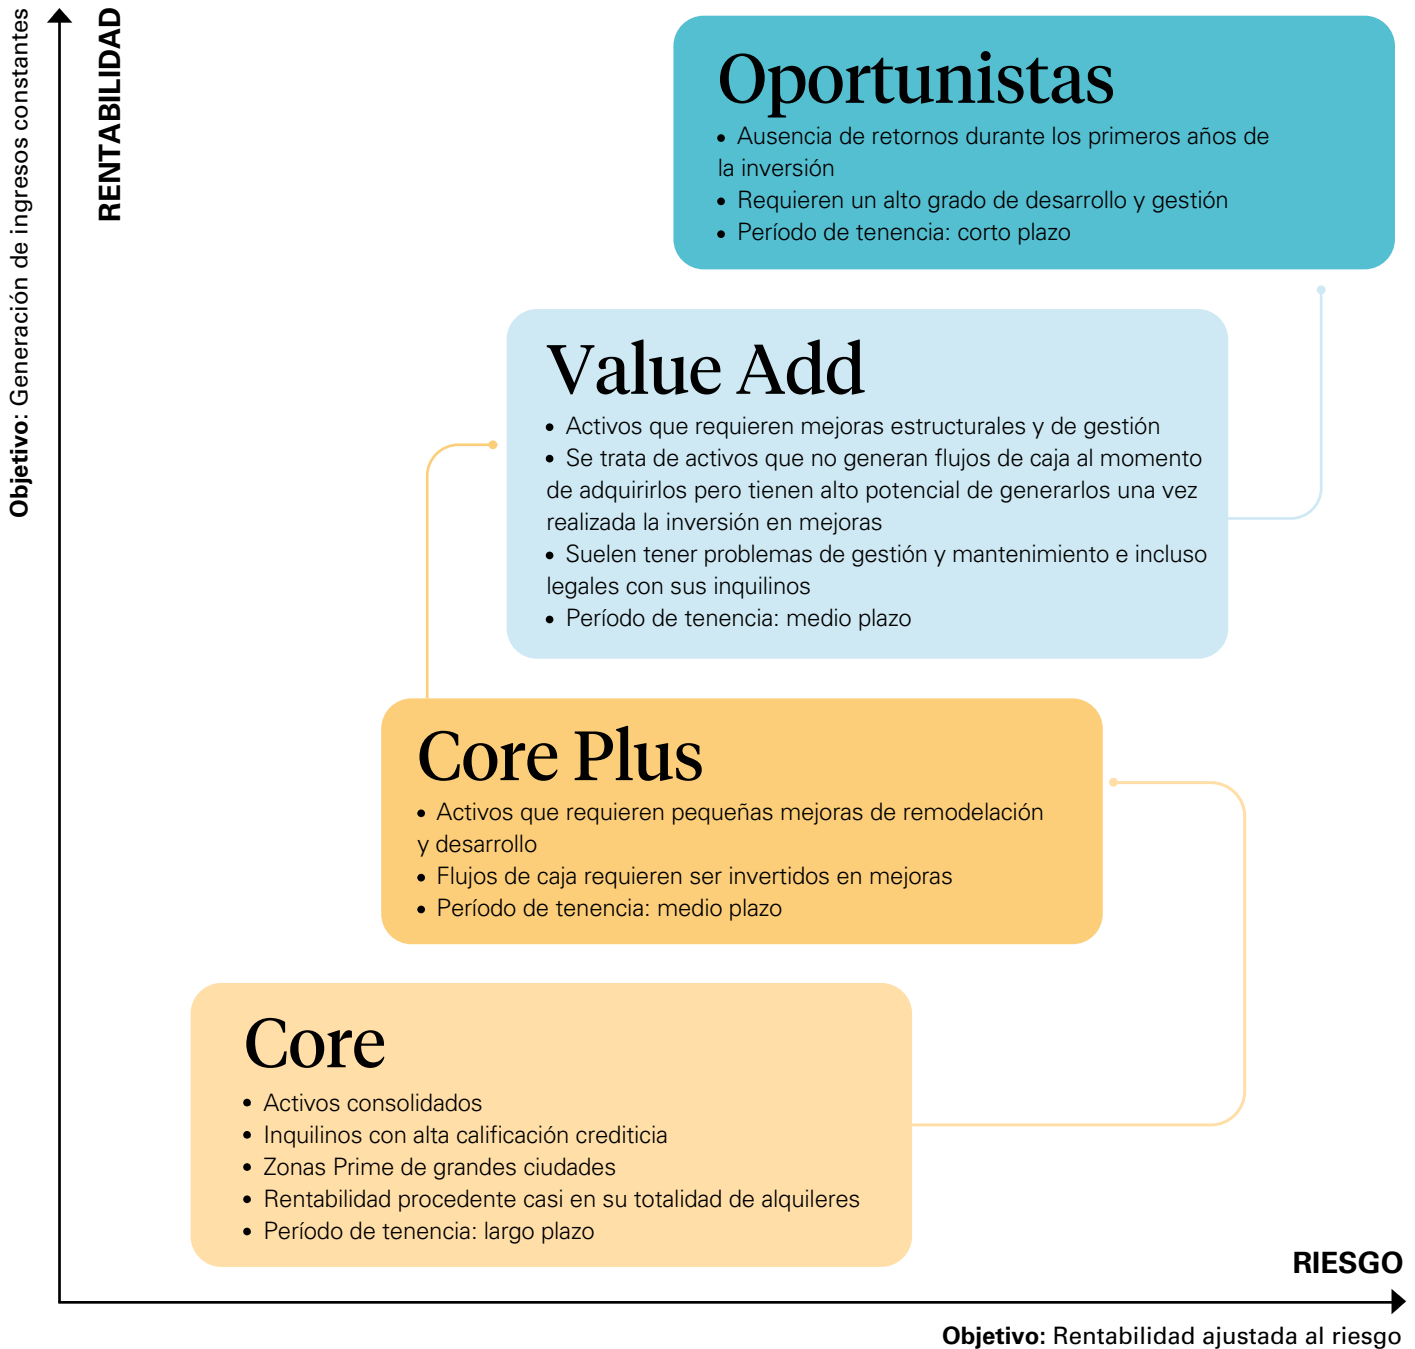 Objetivo: Generación de ingresos constantes
RENTABILIDAD
Oportunistas
• Ausencia de retornos durante los primeros años de
la inversión
• Requieren un alto grado de desarrollo y gestión
• Período de tenencia: corto plazo
Value Add
• Activos que requieren mejoras estructurales y de gestión
• Se trata de activos que no generan flujos de caja al momento
de adquirirlos pero tienen alto potencial de generarlos una vez
realizada la inversión en mejoras
• Suelen tener problemas de gestión y mantenimiento e incluso
legales con sus inquilinos
• Período de tenencia: medio plazo
Core Plus
• Activos que requieren pequeñas mejoras de remodelación
y desarrollo
• Flujos de caja requieren ser invertidos en mejoras
• Período de tenencia: medio plazo
Core
• Activos consolidados
• Inquilinos con alta calificación crediticia
• Zonas Prime de grandes ciudades
• Rentabilidad procedente casi en su totalidad de alquileres
• Período de tenencia: largo plazo
RIESGO
Objetivo: Rentabilidad ajustada al riesgo